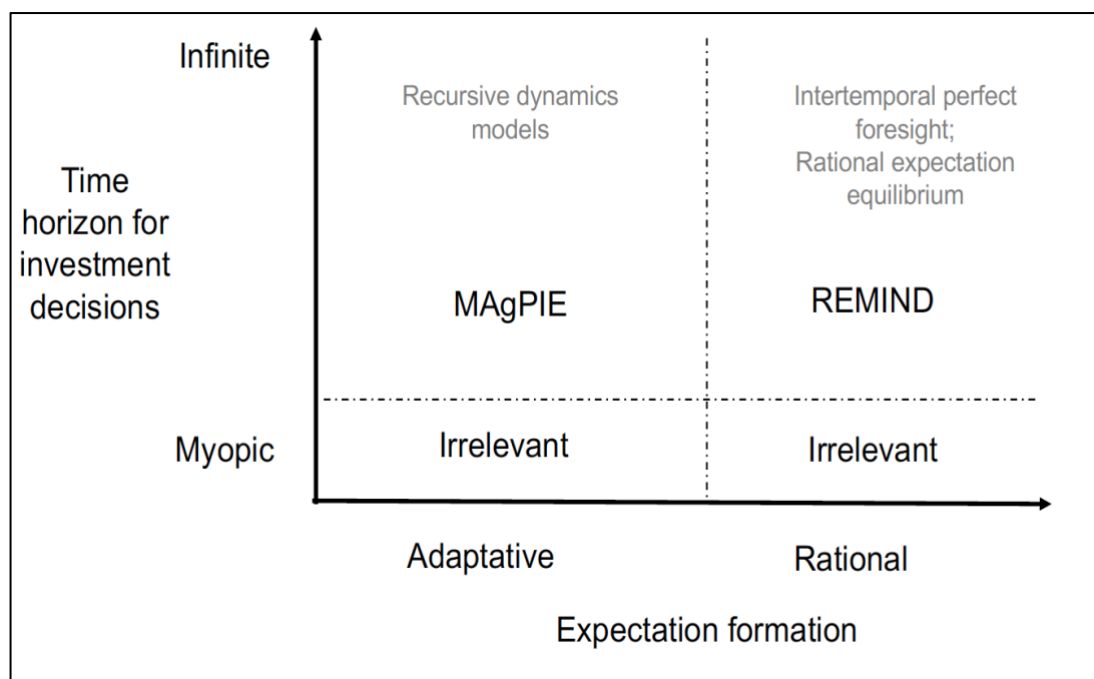 Infinite
Recursive dynamics
models
Intertemporal perfect
foresight;
Rational expectation
equilibrium
Time
horizon for
investment
decisions
MAgPIE
REMIND
Myopic
Irrelevant
Irrelevant
Adaptative
Rational
Expectation formation